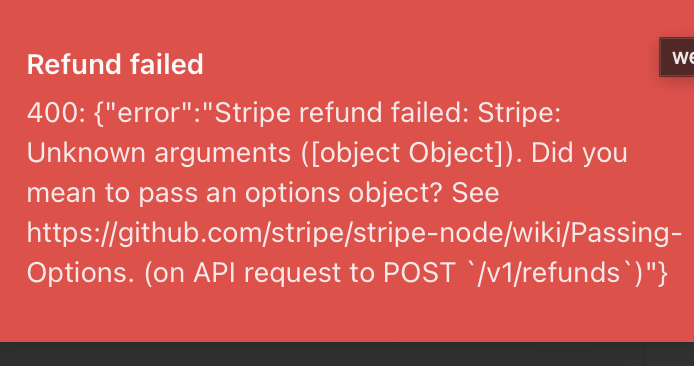 Refund failed
we
400: {"error":"Stripe refund failed: Stripe:
Unknown arguments ([object Object]). Did you
mean to pass an options object? See
https://github.com/stripe/stripe-node/wiki/Passing-
Options. (on API request to POST `/v1/refunds`)"}